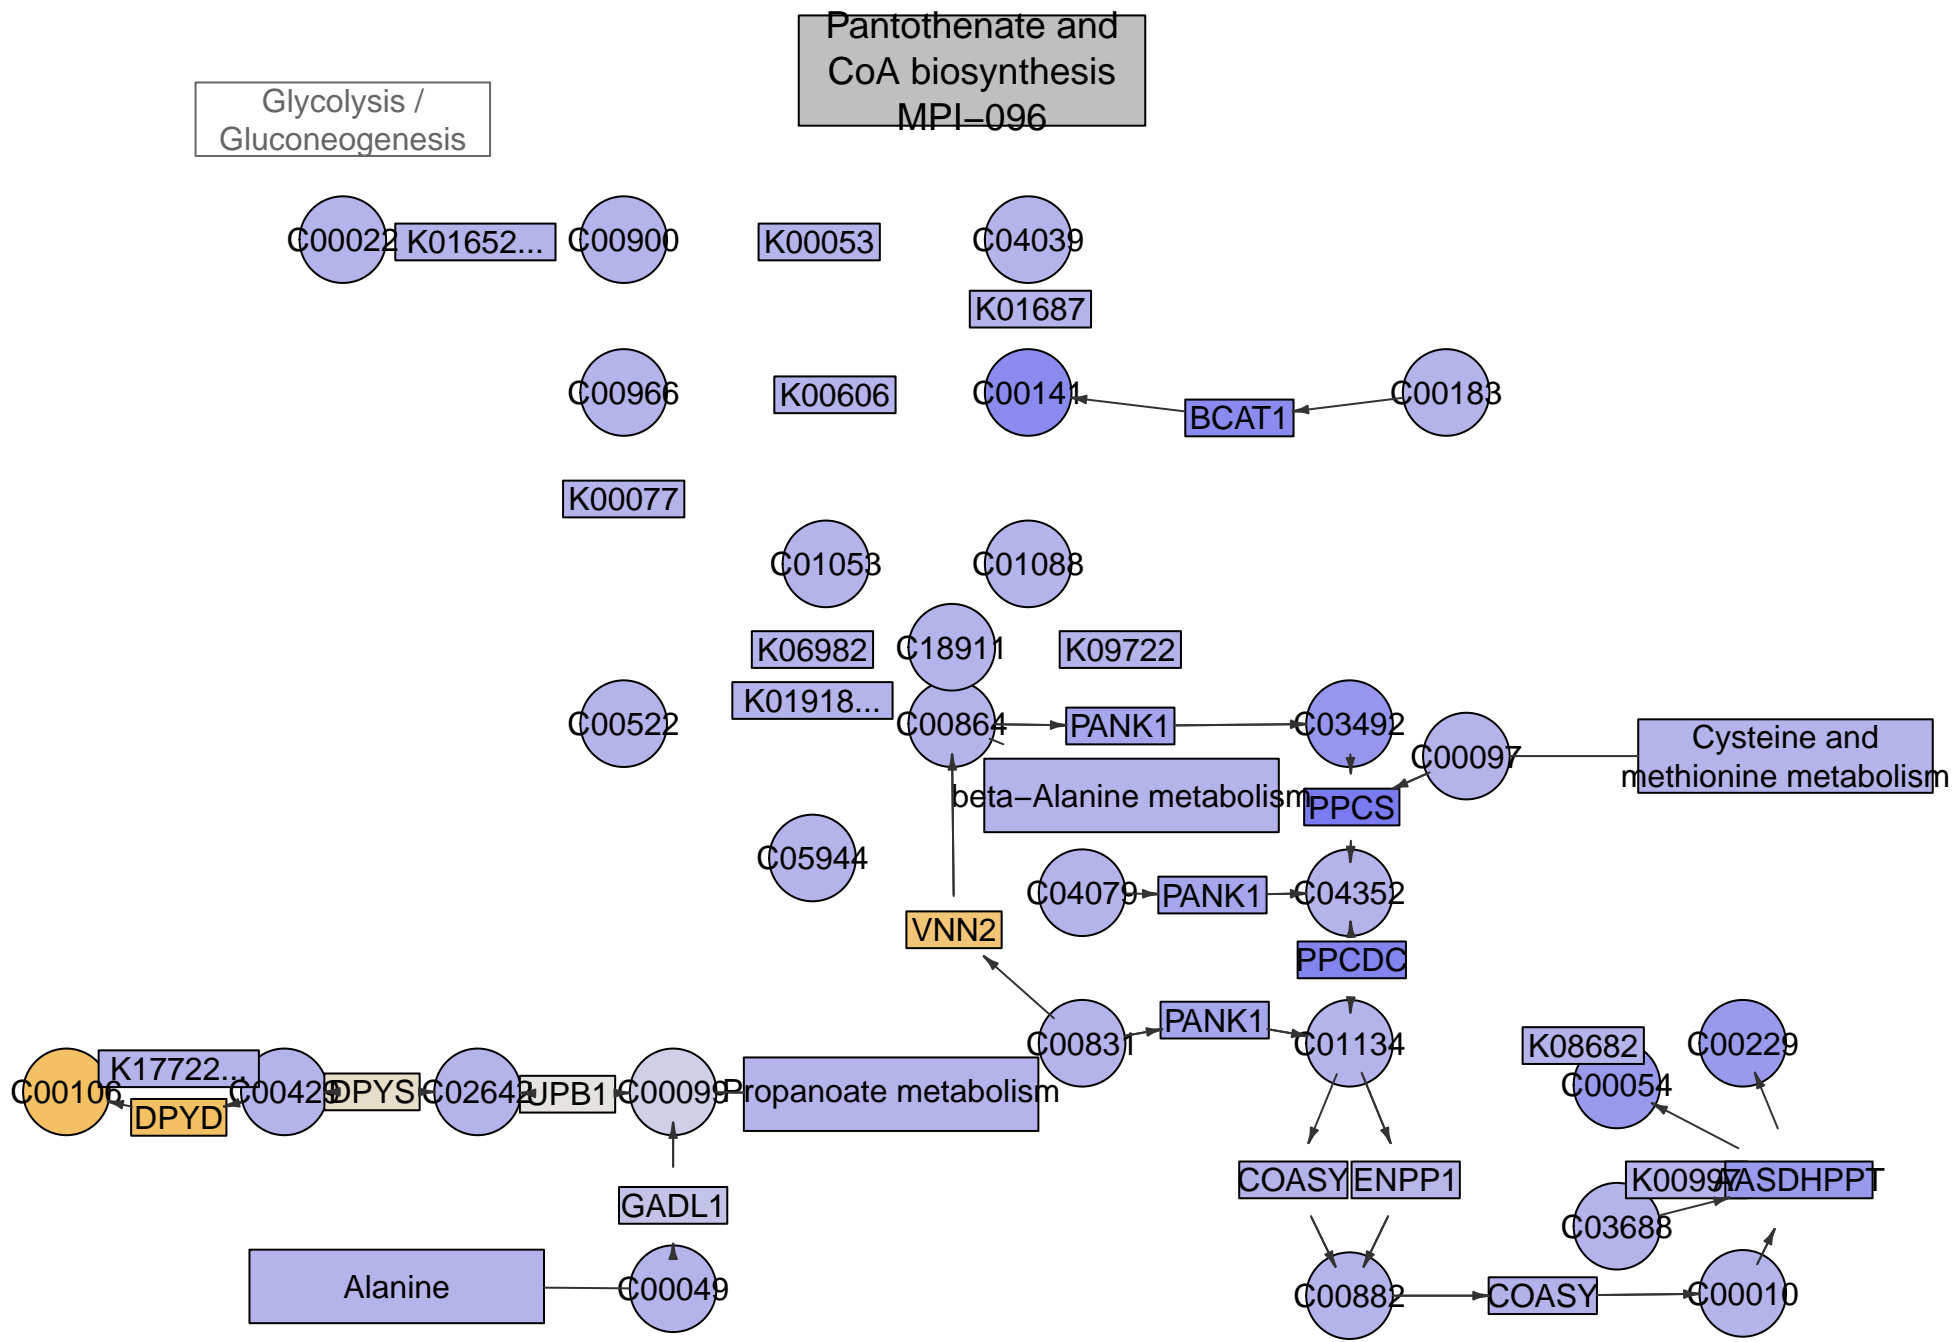 Pantothenate and
CoA biosynthesis
MPI−096
Glycolysis /
Gluconeogenesis
C00022
K01652...
C00900
K00053
C04039
K01687
C00966
K00606
C00141
BCAT1
C00183
K00077
C01053
C01088
K06982
C18911
K09722
K01918...
C00522
C00864
PANK1
C03492
C00097
Cysteine and
methionine metabolism
beta−Alanine metabolism
PPCS
C05944
C04079
PANK1
C04352
VNN2
PPCDC
C00831
PANK1
C01134
K08682
C00229
C00054
K17722...
C00106
DPYD
C00429
DPYS
C02642
UPB1
C00099
Propanoate metabolism
COASY
ENPP1
K00997
AASDHPPT
GADL1
C03688
Alanine
C00049
C00882
COASY
C00010